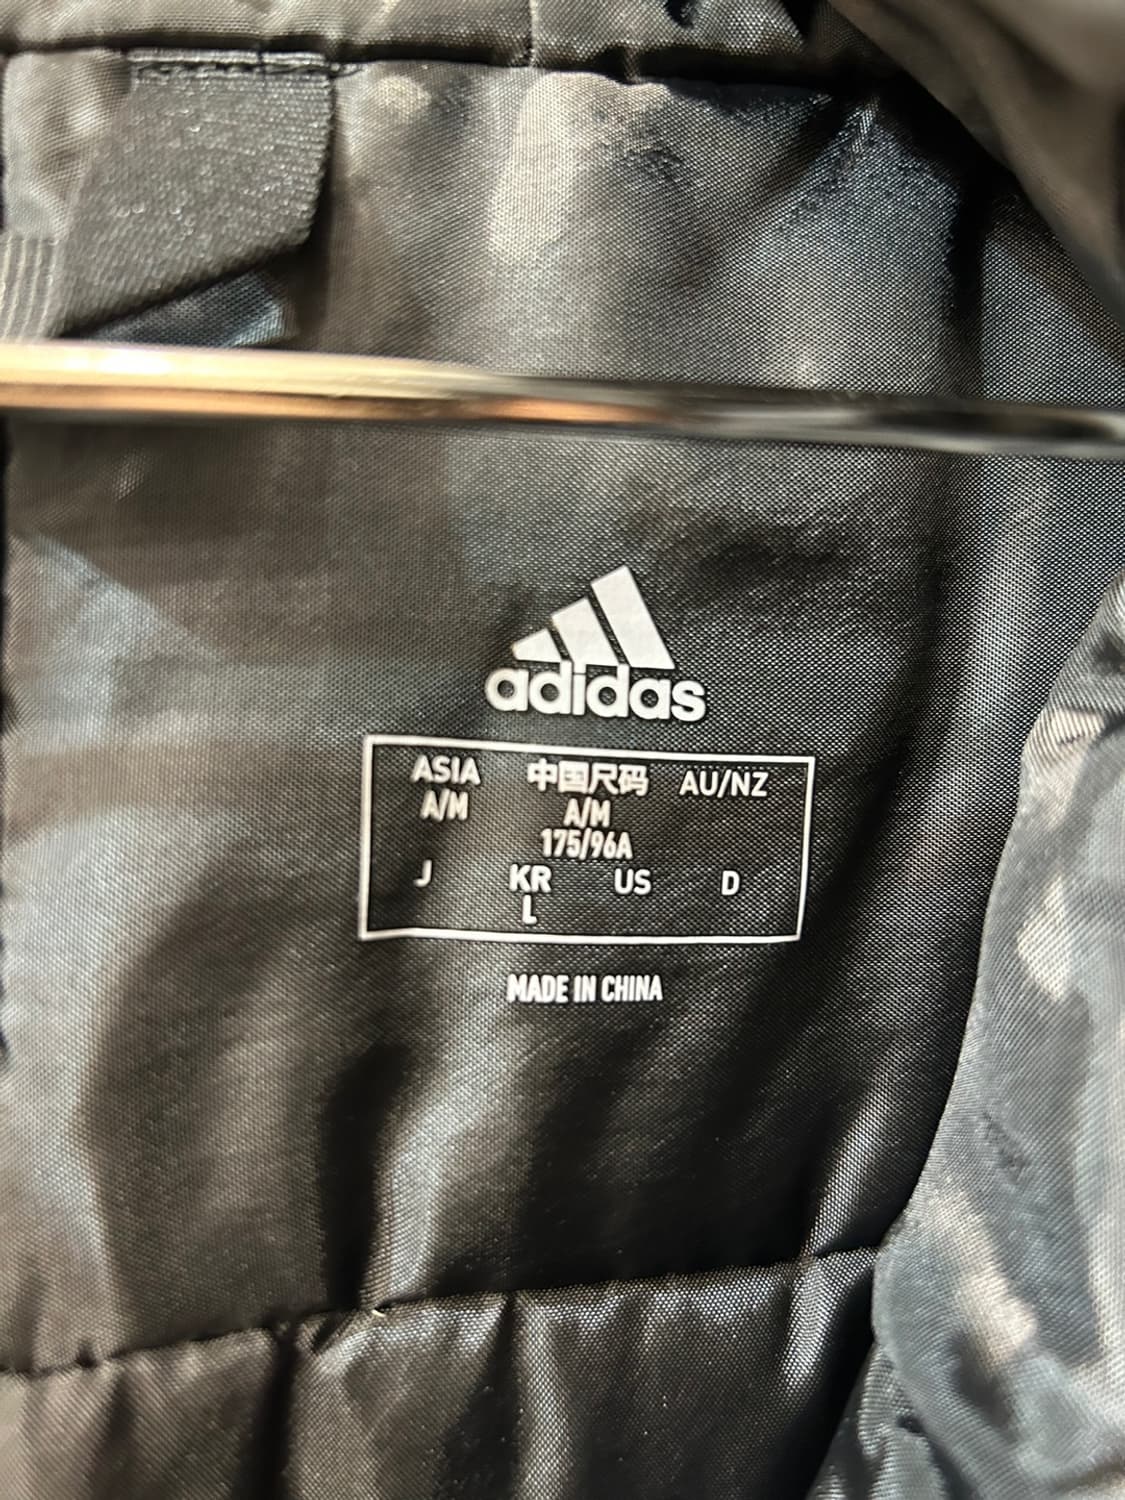 adidas
ASIA 中国尺码 AU/NZ
A/M A/M
175/96A
J KR US D
L
MADE IN CHINA